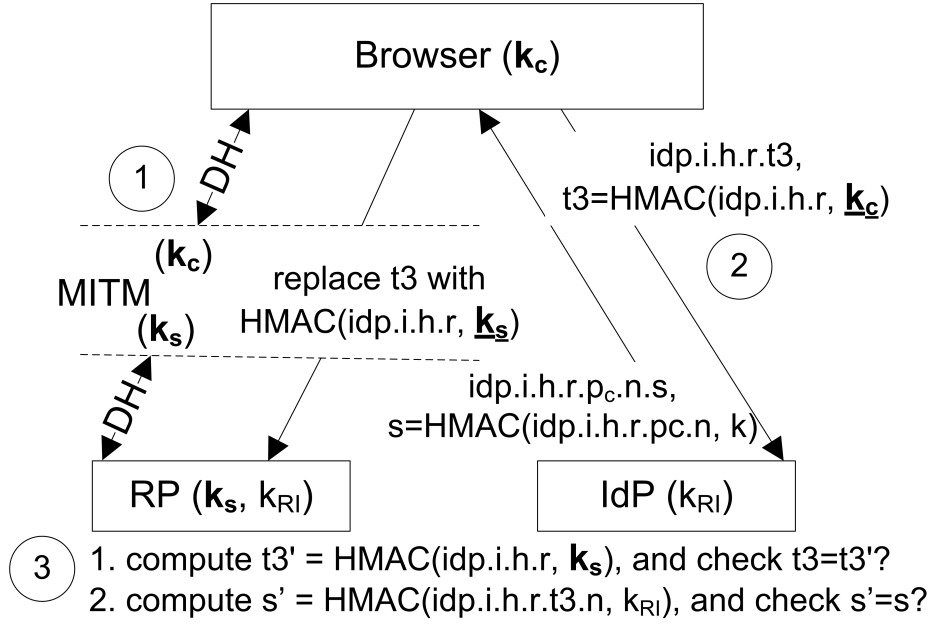 Browser (kc)
DH
1
idp.i.h.r.t3,
t3=HMAC(idp.i.h.r, kc)
2
(kc)
MITM
(ks)
replace t3 with
HMAC(idp.i.h.r, ks)
DH
idp.i.h.r.pc.n.s,
s=HMAC(idp.i.h.r.pc.n, k)
RP (ks, kRI)
IdP (kRI)
3
1. compute t3' = HMAC(idp.i.h.r, ks), and check t3=t3'?
2. compute s’ = HMAC(idp.i.h.r.t3.n, kRI), and check s’=s?